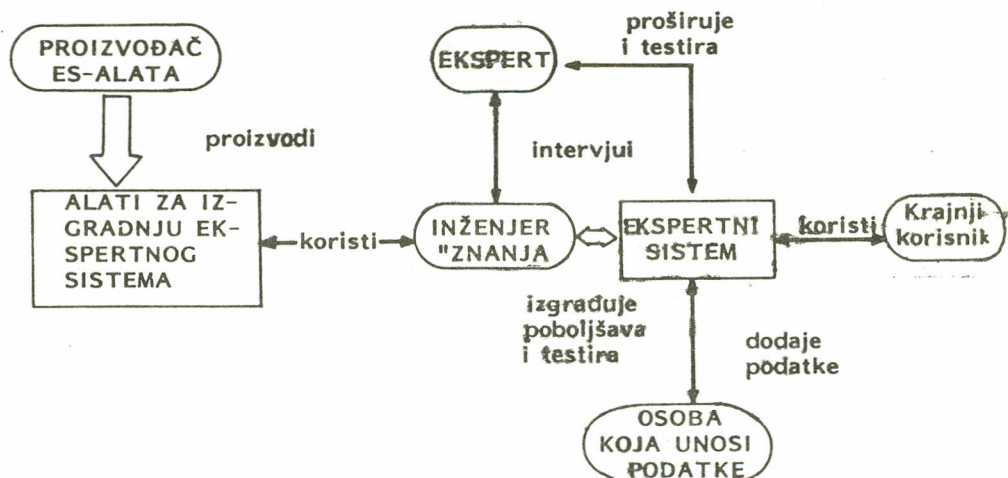 PROIZVOĐAČ
ES-ALATA
proizvodi
ALATI ZA IZ-
GRADNJU EK-
SPERTNOG
SISTEMA
koristi
EKSPERT
proširuje
i testira
intervjui
INŽENJER
"ZNANJA
EKSPERTNI
SISTEM
koristi
Krajnji
korisnik
izgrađuje
poboljšava
i testira
dodaje
podatke
OSOBA
KOJA UNOSI
PODATKE